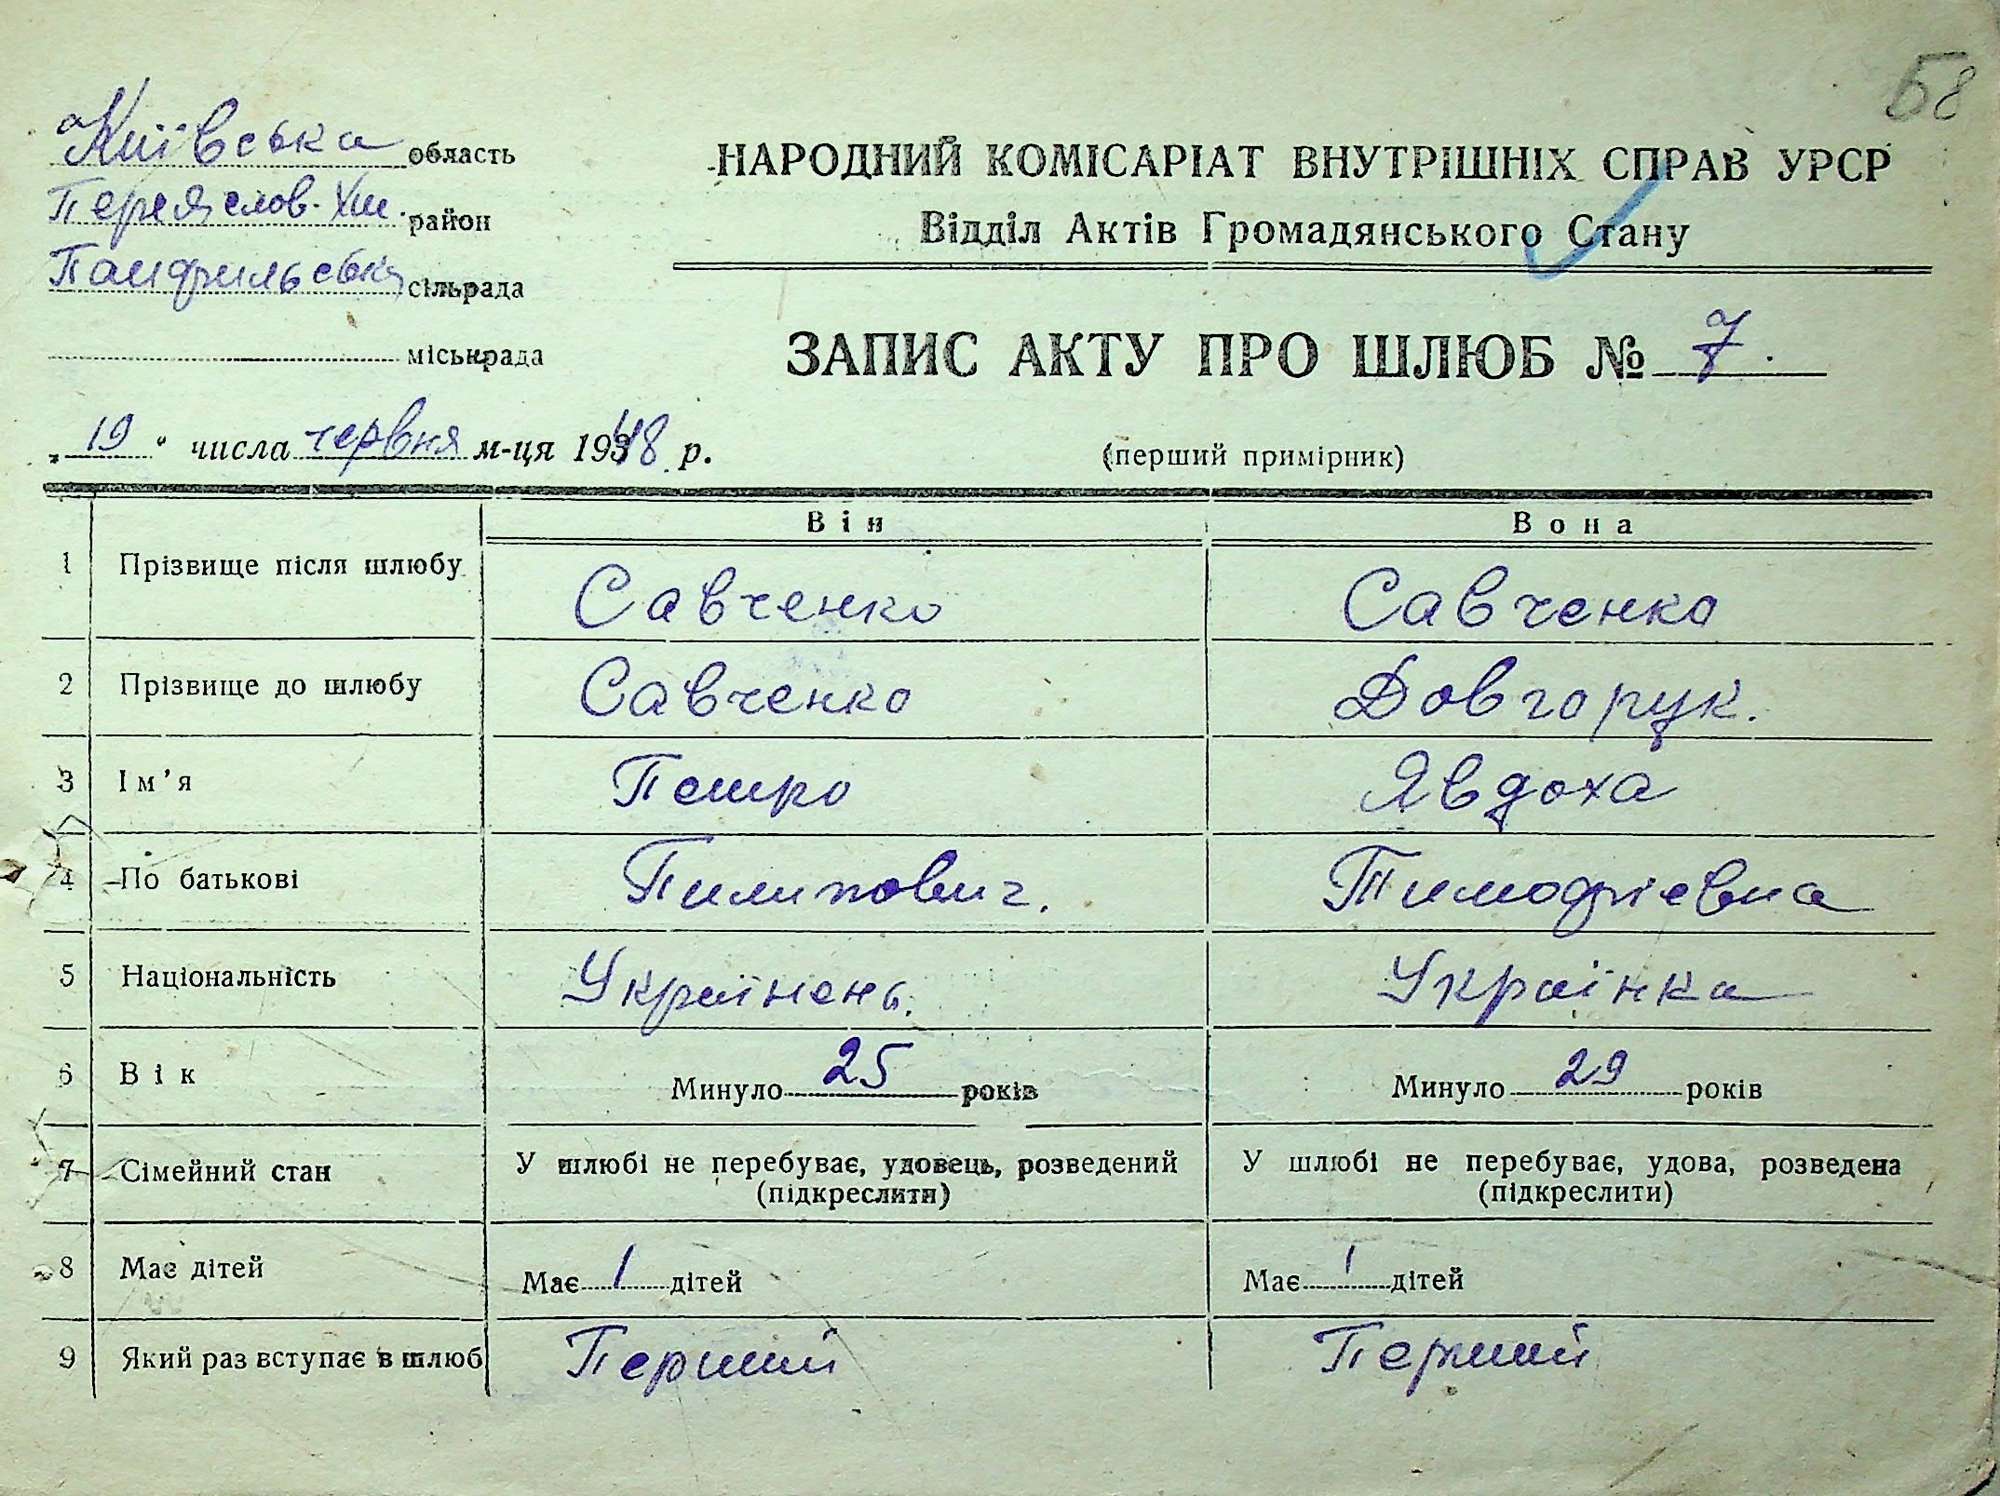 58
Київська область
Переяслов-Хм. район
Панфильська сільрада
міськрада
НАРОДНИЙ КОМІСАРІАТ ВНУТРІШНІХ СПРАВ УРСР
Відділ Актів Громадянського Стану
ЗАПИС АКТУ ПРО ШЛЮБ № 7.
„19“ числа червня м-ця 1948 р.
(перший примірник)
Він Вона
1 Прізвище після шлюбу Савченко Савченко
2 Прізвище до шлюбу Савченко Довгорук.
3 Ім'я Петро Явдоха
4 По батькові Пилипович. Тимофієвна
5 Національність Українець. Українка
6 Вік Минуло 25 років Минуло 29 років
7 Сімейний стан У шлюбі не перебуває, удовець, розведений У шлюбі не перебуває, удова, розведена
(підкреслити) (підкреслити)
8 Має дітей Має 1 дітей Має 1 дітей
9 Який раз вступає в шлюб Перший Перший